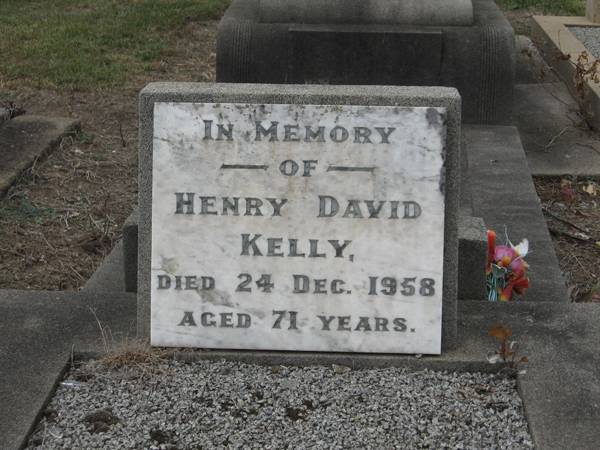 In Memory
of
Henry David
Kelly,
Died 24 Dec. 1958
aged 71 years.